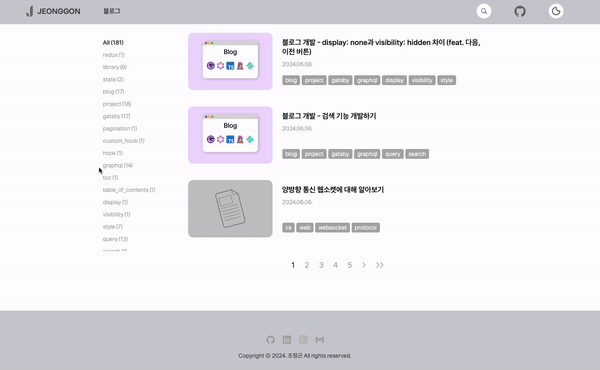 JEONGGON
블로그
All (181)
redux (1)
library (8)
state (2)
blog (17)
project (18)
gatsby (17)
pagination (1)
custom_hook (1)
hook (1)
graphql (14)
toc (1)
table_of_contents (1)
display (1)
visibility (1)
style (7)
query (13)
search (1)
Blog
TS
블로그 개발 - display: none과 visibility: hidden 차이 (feat. 다음,
이전 버튼)
2024.06.06.
blog project gatsby graphql display visibility style
Blog
TS
블로그 개발 - 검색 기능 개발하기
2024.06.06.
blog project gatsby graphql query search
양방향 통신 웹소켓에 대해 알아보기
2024.06.05.
cs web websocket protocol
1 2 3 4 5
Copyright © 2024. 조정곤 All rights reserved.